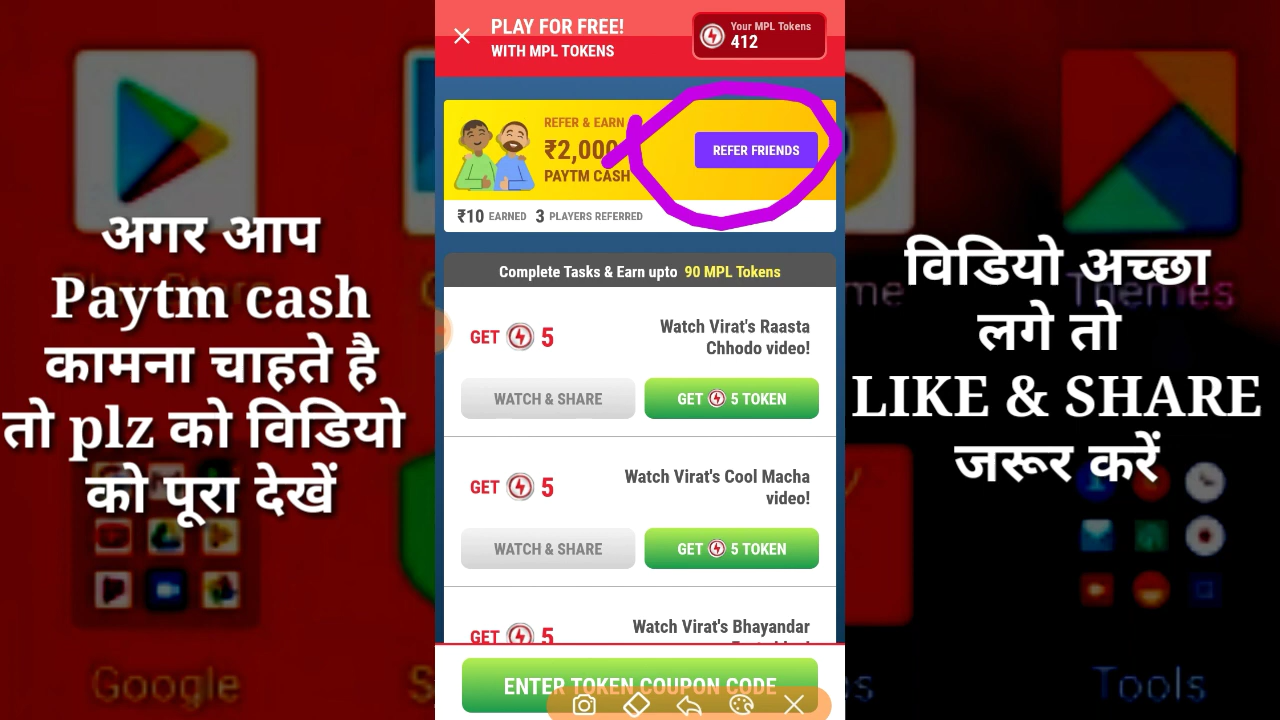 PLAY FOR FREE!
WITH MPL TOKENS
Your MPL Tokens
412
REFER & EARN
₹2,000
PAYTM CASH
REFER FRIENDS
₹10 EARNED 3 PLAYERS REFERRED
Complete Tasks & Earn upto 90 MPL Tokens
GET 5
Watch Virat's Raasta
Chhodo video!
WATCH & SHARE
GET 5 TOKEN
GET 5
Watch Virat's Cool Macha
video!
WATCH & SHARE
GET 5 TOKEN
GET 5
Watch Virat's Bhayandar
ENTER TOKEN COUPON CODE
अगर आप
Paytm cash
कामना चाहते है
तो plz को विडियो
को पूरा देखें
विडियो अच्छा
लगे तो
LIKE & SHARE
जरूर करें
Themes
Google
Tools